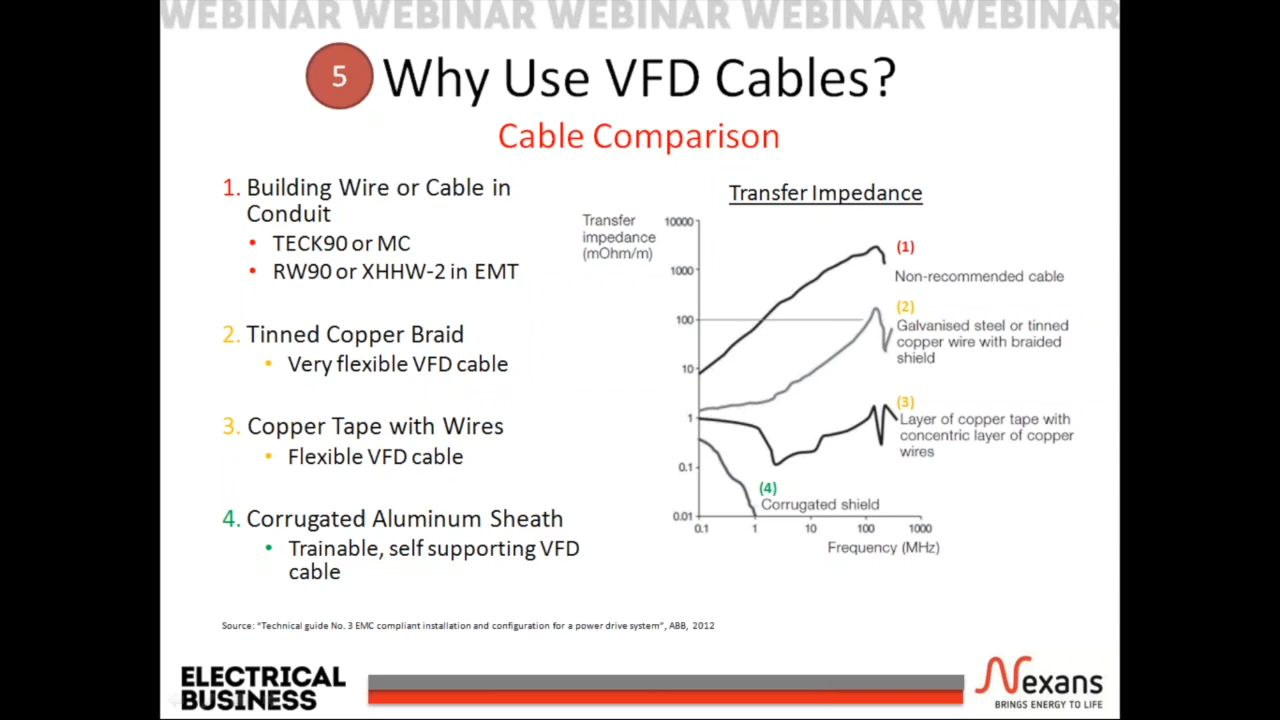 WEBINAR WEBINAR WEBINAR WEBINAR WEBINAR WEBINAR
5 Why Use VFD Cables?
Cable Comparison
1. Building Wire or Cable in
Conduit
• TECK90 or MC
• RW90 or XHHW-2 in EMT
2. Tinned Copper Braid
• Very flexible VFD cable
3. Copper Tape with Wires
• Flexible VFD cable
4. Corrugated Aluminum Sheath
• Trainable, self supporting VFD
cable
Transfer Impedance
Transfer
impedance
(mOhm/m)
10000
1000
100
10
1
0.1
0.01
(1)
Non-recommended cable
(2)
Galvanised steel or tinned
copper wire with braided
shield
(3)
Layer of copper tape with
concentric layer of copper
wires
(4)
Corrugated shield
0.1 1 10 100 1000
Frequency (MHz)
Source: “Technical guide No. 3 EMC compliant installation and configuration for a power drive system”, ABB, 2012
ELECTRICAL
BUSINESS
Nexans
BRINGS ENERGY TO LIFE